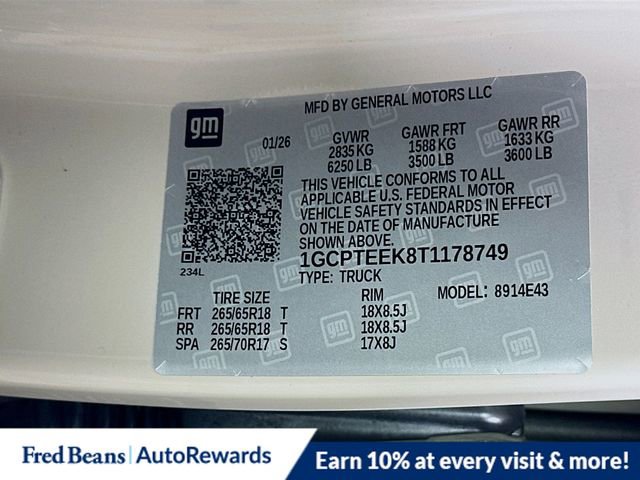 gm
MFD BY GENERAL MOTORS LLC
01/26
GVWR GAWR FRT GAWR RR
2835 KG 1588 KG 1633 KG
6250 LB 3500 LB 3600 LB
THIS VEHICLE CONFORMS TO ALL
APPLICABLE U.S. FEDERAL MOTOR
VEHICLE SAFETY STANDARDS IN EFFECT
ON THE DATE OF MANUFACTURE
SHOWN ABOVE.
234L
1GCPTEEK8T1178749
TYPE: TRUCK
TIRE SIZE RIM MODEL: 8914E43
FRT 265/65R18 T 18X8.5J
RR 265/65R18 T 18X8.5J
SPA 265/70R17 S 17X8J
Fred Beans | AutoRewards
Earn 10% at every visit & more!